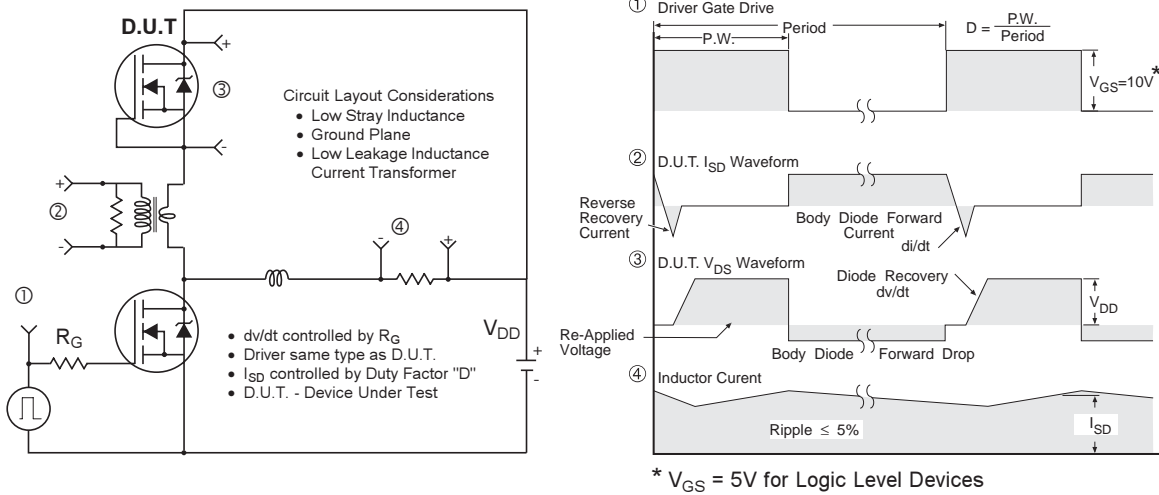 D.U.T
+
③
-
Circuit Layout Considerations
• Low Stray Inductance
• Ground Plane
• Low Leakage Inductance
Current Transformer
+
②
-
④
-
+
①
R_G
V_DD
+
-
• dv/dt controlled by R_G
• Driver same type as D.U.T.
• I_SD controlled by Duty Factor "D"
• D.U.T. - Device Under Test
① Driver Gate Drive
P.W.
Period
D = P.W. / Period
V_GS=10V *
② D.U.T. I_SD Waveform
Reverse
Recovery
Current
Body Diode Forward
Current
di/dt
③ D.U.T. V_DS Waveform
Diode Recovery
dv/dt
V_DD
Re-Applied
Voltage
Body Diode Forward Drop
④ Inductor Curent
Ripple ≤ 5%
I_SD
* V_GS = 5V for Logic Level Devices